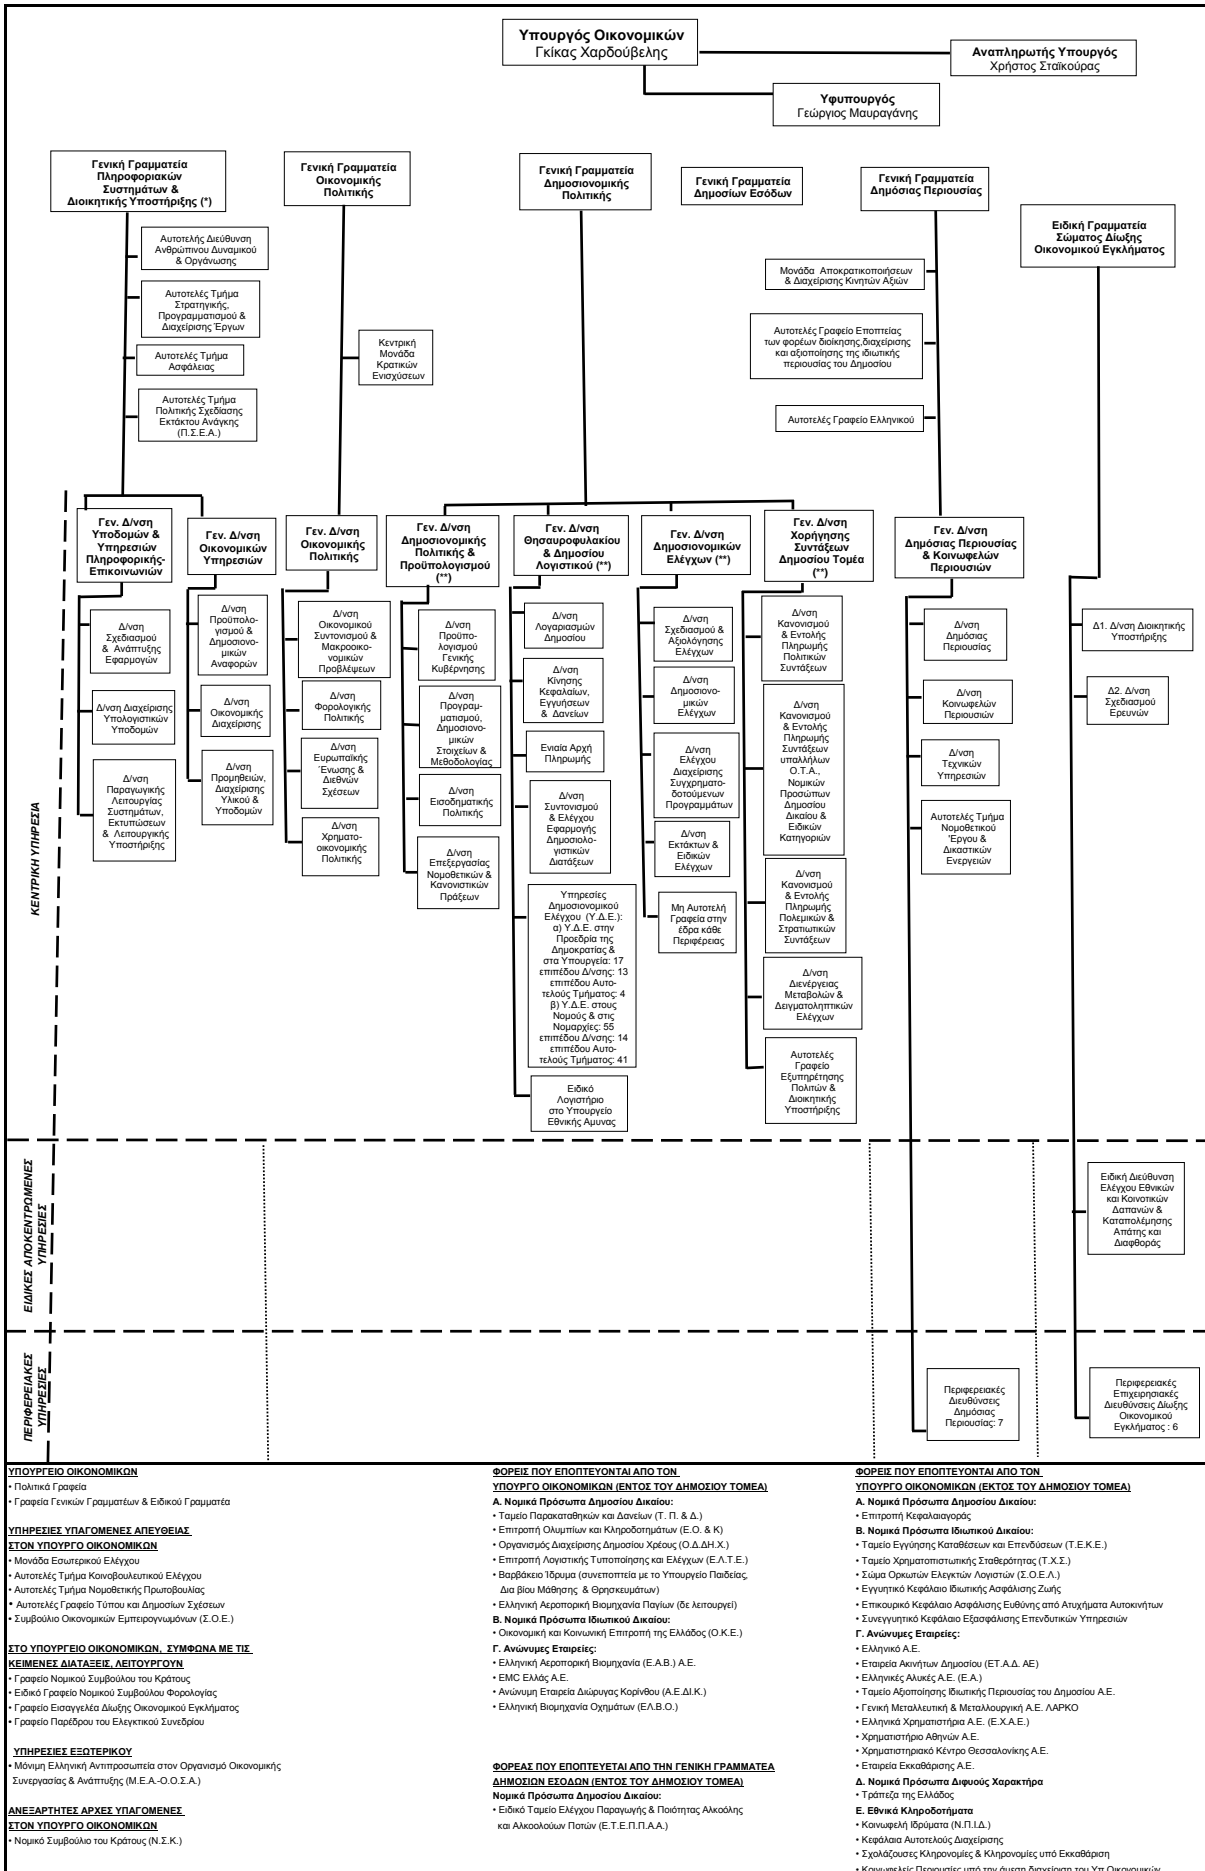 Υπουργός Οικονομικών
Γκίκας Χαρδούβελης
Αναπληρωτής Υπουργός
Χρήστος Σταϊκούρας
Υφυπουργός
Γεώργιος Μαυραγάνης
Γενική Γραμματεία
Πληροφοριακών
Συστημάτων &
Διοικητικής Υποστήριξης (*)
Γενική Γραμματεία
Οικονομικής
Πολιτικής
Γενική Γραμματεία
Δημοσιονομικής
Πολιτικής
Γενική Γραμματεία
Δημοσίων Εσόδων
Γενική Γραμματεία
Δημόσιας Περιουσίας
Ειδική Γραμματεία
Σώματος Δίωξης
Οικονομικού Εγκλήματος
Αυτοτελής Διεύθυνση
Ανθρώπινου Δυναμικού
& Οργάνωσης
Αυτοτελές Τμήμα
Στρατηγικής,
Προγραμματισμού &
Διαχείρισης Έργων
Αυτοτελές Τμήμα
Ασφάλειας
Αυτοτελές Τμήμα
Πολιτικής Σχεδίασης
Εκτάκτου Ανάγκης
(Π.Σ.Ε.Α.)
Κεντρική
Μονάδα
Κρατικών
Ενισχύσεων
Μονάδα Αποκρατικοποιήσεων
& Διαχείρισης Κινητών Αξιών
Αυτοτελές Γραφείο Εποπτείας
των φορέων διοίκησης,διαχείρισης
και αξιοποίησης της ιδιωτικής
περιουσίας του Δημοσίου
Αυτοτελές Γραφείο Ελληνικού
Γεν. Δ/νση
Υποδομών &
Υπηρεσιών
Πληροφορικής-
Επικοινωνιών
Γεν. Δ/νση
Οικονομικών
Υπηρεσιών
Γεν. Δ/νση
Οικονομικής
Πολιτικής
Γεν. Δ/νση
Δημοσιονομικής
Πολιτικής &
Προϋπολογισμού
(**)
Γεν. Δ/νση
Θησαυροφυλακίου
& Δημοσίου
Λογιστικού (**)
Γεν. Δ/νση
Δημοσιονομικών
Ελέγχων (**)
Γεν. Δ/νση
Χορήγησης
Συντάξεων
Δημοσίου Τομέα
(**)
Γεν. Δ/νση
Δημόσιας Περιουσίας
& Κοινωφελών
Περιουσιών
Δ/νση
Σχεδιασμού
& Ανάπτυξης
Εφαρμογών
Δ/νση Διαχείρισης
Υπολογιστικών
Υποδομών
Δ/νση
Παραγωγικής
Λειτουργίας
Συστημάτων,
Εκτυπώσεων
& Λειτουργικής
Υποστήριξης
Δ/νση
Προϋπολο-
γισμού &
Δημοσιονο-
μικών
Αναφορών
Δ/νση
Οικονομικής
Διαχείρισης
Δ/νση
Προμηθειών,
Διαχείρισης
Υλικού &
Υποδομών
Δ/νση
Οικονομικού
Συντονισμού &
Μακροοικο-
νομικών
Προβλέψεων
Δ/νση
Φορολογικής
Πολιτικής
Δ/νση
Ευρωπαϊκής
Ένωσης &
Διεθνών
Σχέσεων
Δ/νση
Χρηματο-
οικονομικής
Πολιτικής
Δ/νση
Προϋπο-
λογισμού
Γενικής
Κυβέρνησης
Δ/νση
Προγραμ-
ματισμού,
Δημοσιονο-
μικών
Στοιχείων &
Μεθοδολογίας
Δ/νση
Εισοδηματικής
Πολιτικής
Δ/νση
Επεξεργασίας
Νομοθετικών &
Κανονιστικών
Πράξεων
Δ/νση
Λογαριασμών
Δημοσίου
Δ/νση
Κίνησης
Κεφαλαίων,
Εγγυήσεων
& Δανείων
Ενιαία Αρχή
Πληρωμής
Δ/νση
Συντονισμού
& Ελέγχου
Εφαρμογής
Δημοσιολο-
γιστικών
Διατάξεων
Υπηρεσίες
Δημοσιονομικού
Ελέγχου (Υ.Δ.Ε.):
α) Υ.Δ.Ε. στην
Προεδρία της
Δημοκρατίας &
στα Υπουργεία: 17
επιπέδου Δ/νσης: 13
επιπέδου Αυτο-
τελούς Τμήματος: 4
β) Υ.Δ.Ε. στους
Νομούς & στις
Νομαρχίες: 55
επιπέδου Δ/νσης: 14
επιπέδου Αυτο-
τελούς Τμήματος: 41
Ειδικό
Λογιστήριο
στο Υπουργείο
Εθνικής Αμυνας
Δ/νση
Σχεδιασμού &
Αξιολόγησης
Ελέγχων
Δ/νση
Δημοσιονο-
μικών
Ελέγχων
Δ/νση
Ελέγχου
Διαχείρισης
Συγχρηματο-
δοτούμενων
Προγραμμάτων
Δ/νση
Εκτάκτων &
Ειδικών
Ελέγχων
Μη Αυτοτελή
Γραφεία στην
έδρα κάθε
Περιφέρειας
Δ/νση
Κανονισμού
& Εντολής
Πληρωμής
Πολιτικών
Συντάξεων
Δ/νση
Κανονισμού
& Εντολής
Πληρωμής
Συντάξεων
υπαλλήλων
Ο.Τ.Α.,
Νομικών
Προσώπων
Δημοσίου
Δικαίου &
Ειδικών
Κατηγοριών
Δ/νση
Κανονισμού
& Εντολής
Πληρωμής
Πολεμικών &
Στρατιωτικών
Συντάξεων
Δ/νση
Διενέργειας
Μεταβολών &
Δειγματοληπτικών
Ελέγχων
Αυτοτελές
Γραφείο
Εξυπηρέτησης
Πολιτών &
Διοικητικής
Υποστήριξης
Δ/νση
Δημόσιας
Περιουσίας
Δ/νση
Κοινωφελών
Περιουσιών
Δ/νση
Τεχνικών
Υπηρεσιών
Αυτοτελές Τμήμα
Νομοθετικού
Έργου &
Δικαστικών
Ενεργειών
Δ1. Δ/νση Διοικητικής
Υποστήριξης
Δ2. Δ/νση
Σχεδιασμού
Ερευνών
ΚΕΝΤΡΙΚΗ ΥΠΗΡΕΣΙΑ
ΕΙΔΙΚΕΣ ΑΠΟΚΕΝΤΡΩΜΕΝΕΣ
ΥΠΗΡΕΣΙΕΣ
Ειδική Διεύθυνση
Ελέγχου Εθνικών
και Κοινοτικών
Δαπανών &
Καταπολέμησης
Απάτης και
Διαφθοράς
ΠΕΡΙΦΕΡΕΙΑΚΕΣ
ΥΠΗΡΕΣΙΕΣ
Περιφερειακές
Διευθύνσεις
Δημόσιας
Περιουσίας: 7
Περιφερειακές
Επιχειρησιακές
Διευθύνσεις Δίωξης
Οικονομικού
Εγκλήματος : 6
ΥΠΟΥΡΓΕΙΟ ΟΙΚΟΝΟΜΙΚΩΝ
• Πολιτικά Γραφεία
• Γραφεία Γενικών Γραμματέων & Ειδικού Γραμματέα
ΥΠΗΡΕΣΙΕΣ ΥΠΑΓΟΜΕΝΕΣ ΑΠΕΥΘΕΙΑΣ
ΣΤΟΝ ΥΠΟΥΡΓΟ ΟΙΚΟΝΟΜΙΚΩΝ
• Μονάδα Εσωτερικού Ελέγχου
• Αυτοτελές Τμήμα Κοινοβουλευτικού Ελέγχου
• Αυτοτελές Τμήμα Νομοθετικής Πρωτοβουλίας
• Αυτοτελές Γραφείο Τύπου και Δημοσίων Σχέσεων
• Συμβούλιο Οικονομικών Εμπειρογνωμόνων (Σ.Ο.Ε.)
ΣΤΟ ΥΠΟΥΡΓΕΙΟ ΟΙΚΟΝΟΜΙΚΩΝ, ΣΥΜΦΩΝΑ ΜΕ ΤΙΣ
ΚΕΙΜΕΝΕΣ ΔΙΑΤΑΞΕΙΣ, ΛΕΙΤΟΥΡΓΟΥΝ
• Γραφείο Νομικού Συμβούλου του Κράτους
• Ειδικό Γραφείο Νομικού Συμβούλου Φορολογίας
• Γραφείο Εισαγγελέα Δίωξης Οικονομικού Εγκλήματος
• Γραφείο Παρέδρου του Ελεγκτικού Συνεδρίου
ΥΠΗΡΕΣΙΕΣ ΕΞΩΤΕΡΙΚΟΥ
• Μόνιμη Ελληνική Αντιπροσωπεία στον Οργανισμό Οικονομικής
Συνεργασίας & Ανάπτυξης (Μ.Ε.Α.-Ο.Ο.Σ.Α.)
ΑΝΕΞΑΡΤΗΤΕΣ ΑΡΧΕΣ ΥΠΑΓΟΜΕΝΕΣ
ΣΤΟΝ ΥΠΟΥΡΓΟ ΟΙΚΟΝΟΜΙΚΩΝ
• Νομικό Συμβούλιο του Κράτους (Ν.Σ.Κ.)
ΦΟΡΕΙΣ ΠΟΥ ΕΠΟΠΤΕΥΟΝΤΑΙ ΑΠΟ ΤΟΝ
ΥΠΟΥΡΓΟ ΟΙΚΟΝΟΜΙΚΩΝ (ΕΝΤΟΣ ΤΟΥ ΔΗΜΟΣΙΟΥ ΤΟΜΕΑ)
Α. Νομικά Πρόσωπα Δημοσίου Δικαίου:
• Ταμείο Παρακαταθηκών και Δανείων (Τ. Π. & Δ.)
• Επιτροπή Ολυμπίων και Κληροδοτημάτων (Ε.Ο. & Κ)
• Οργανισμός Διαχείρισης Δημοσίου Χρέους (Ο.Δ.ΔΗ.Χ.)
• Επιτροπή Λογιστικής Τυποποίησης και Ελέγχων (Ε.Λ.Τ.Ε.)
• Βαρβάκειο Ίδρυμα (συνεποπτεία με το Υπουργείο Παιδείας,
Δια βίου Μάθησης & Θρησκευμάτων)
• Ελληνική Αεροπορική Βιομηχανία Παγίων (δε λειτουργεί)
Β. Νομικά Πρόσωπα Ιδιωτικού Δικαίου:
• Οικονομική και Κοινωνική Επιτροπή της Ελλάδος (Ο.Κ.Ε.)
Γ. Ανώνυμες Εταιρείες:
• Ελληνική Αεροπορική Βιομηχανία (Ε.Α.Β.) Α.Ε.
• EMC Ελλάς Α.Ε.
• Ανώνυμη Εταιρεία Διώρυγας Κορίνθου (Α.Ε.ΔΙ.Κ.)
• Ελληνική Βιομηχανία Οχημάτων (ΕΛ.Β.Ο.)
ΦΟΡΕΑΣ ΠΟΥ ΕΠΟΠΤΕΥΕΤΑΙ ΑΠΟ ΤΗΝ ΓΕΝΙΚΗ ΓΡΑΜΜΑΤΕΑ
ΔΗΜΟΣΙΩΝ ΕΣΟΔΩΝ (ΕΝΤΟΣ ΤΟΥ ΔΗΜΟΣΙΟΥ ΤΟΜΕΑ)
Νομικά Πρόσωπα Δημοσίου Δικαίου:
• Ειδικό Ταμείο Ελέγχου Παραγωγής & Ποιότητας Αλκοόλης
και Αλκοολούων Ποτών (Ε.Τ.Ε.Π.Π.Α.Α.)
ΦΟΡΕΙΣ ΠΟΥ ΕΠΟΠΤΕΥΟΝΤΑΙ ΑΠΟ ΤΟΝ
ΥΠΟΥΡΓΟ ΟΙΚΟΝΟΜΙΚΩΝ (ΕΚΤΟΣ ΤΟΥ ΔΗΜΟΣΙΟΥ ΤΟΜΕΑ)
Α. Νομικά Πρόσωπα Δημοσίου Δικαίου:
• Επιτροπή Κεφαλαιαγοράς
Β. Νομικά Πρόσωπα Ιδιωτικού Δικαίου:
• Ταμείο Εγγύησης Καταθέσεων και Επενδύσεων (Τ.Ε.Κ.Ε.)
• Ταμείο Χρηματοπιστωτικής Σταθερότητας (Τ.Χ.Σ.)
• Σώμα Ορκωτών Ελεγκτών Λογιστών (Σ.Ο.Ε.Λ.)
• Εγγυητικό Κεφάλαιο Ιδιωτικής Ασφάλισης Ζωής
• Επικουρικό Κεφάλαιο Ασφάλισης Ευθύνης από Ατυχήματα Αυτοκινήτων
• Συνεγγυητικό Κεφάλαιο Εξασφάλισης Επενδυτικών Υπηρεσιών
Γ. Ανώνυμες Εταιρείες:
• Ελληνικό Α.Ε.
• Εταιρεία Ακινήτων Δημοσίου (ΕΤ.Α.Δ. ΑΕ)
• Ελληνικές Αλυκές Α.Ε. (Ε.Α.)
• Ταμείο Αξιοποίησης Ιδιωτικής Περιουσίας του Δημοσίου Α.Ε.
• Γενική Μεταλλευτική & Μεταλλουργική Α.Ε. ΛΑΡΚΟ
• Ελληνικά Χρηματιστήρια Α.Ε. (Ε.Χ.Α.Ε.)
• Χρηματιστήριο Αθηνών Α.Ε.
• Χρηματιστηριακό Κέντρο Θεσσαλονίκης Α.Ε.
• Εταιρεία Εκκαθάρισης Α.Ε.
Δ. Νομικά Πρόσωπα Διφυούς Χαρακτήρα
• Τράπεζα της Ελλάδος
Ε. Εθνικά Κληροδοτήματα
• Κοινωφελή Ιδρύματα (Ν.Π.Ι.Δ.)
• Κεφάλαια Αυτοτελούς Διαχείρισης
• Σχολάζουσες Κληρονομίες & Κληρονομίες υπό Εκκαθάριση
• Κοινωφελείς Περιουσίες υπό την άμεση διαχείριση του Υπ.Οικονομικών